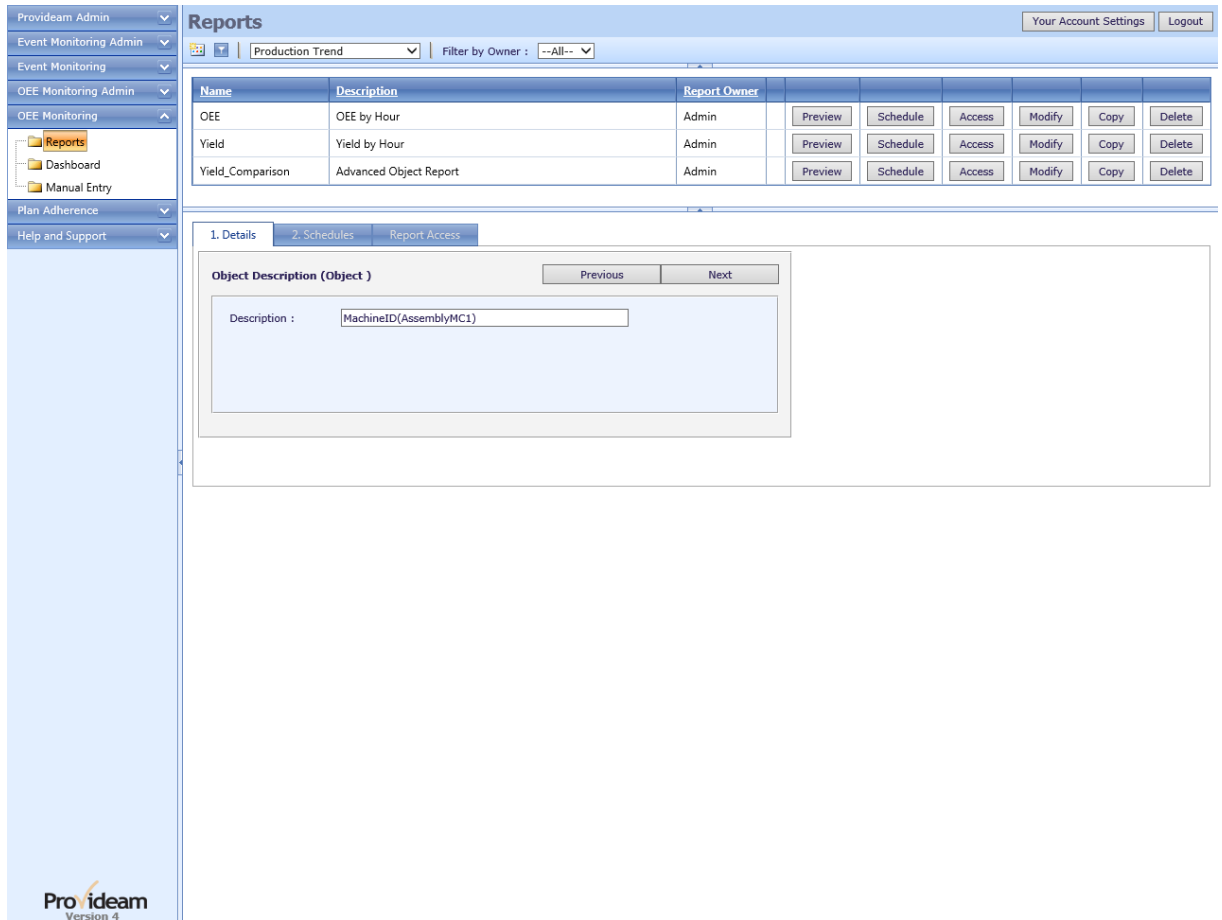 Provideam Admin
Event Monitoring Admin
Event Monitoring
OEE Monitoring Admin
OEE Monitoring
Reports
Dashboard
Manual Entry
Plan Adherence
Help and Support
Provideam
Version 4
Reports
Your Account Settings Logout
Production Trend Filter by Owner : --All--
Name Description Report Owner
OEE OEE by Hour Admin Preview Schedule Access Modify Copy Delete
Yield Yield by Hour Admin Preview Schedule Access Modify Copy Delete
Yield_Comparison Advanced Object Report Admin Preview Schedule Access Modify Copy Delete
1. Details 2. Schedules Report Access
Object Description (Object ) Previous Next
Description : MachineID(AssemblyMC1)